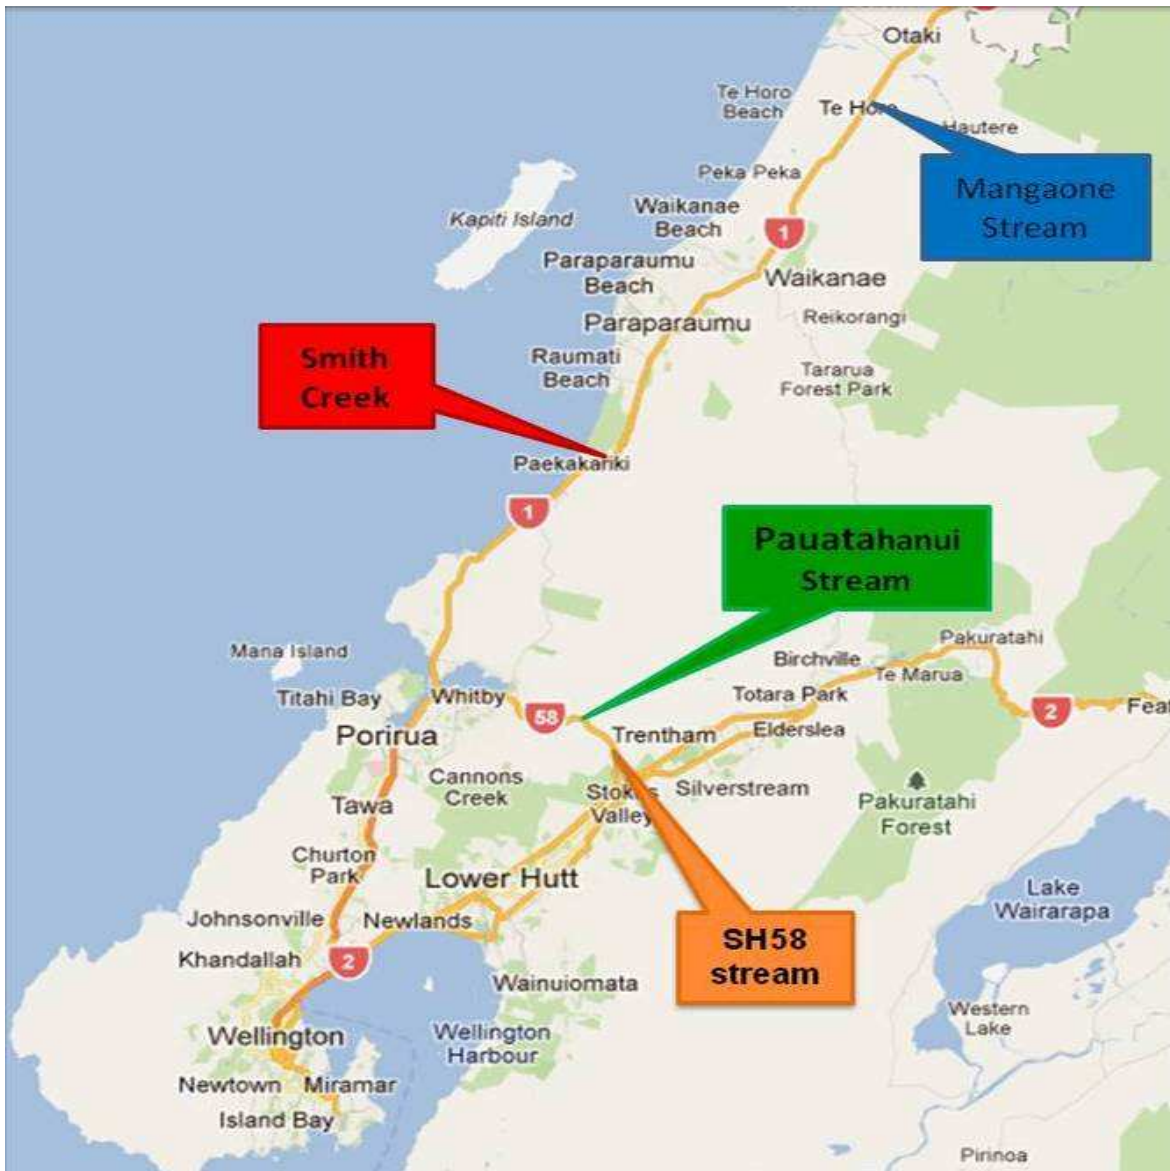 Otaki
Te Horo
Beach
Te Horo
Hautere
Mangaone
Stream
Peka Peka
Kapiti Island
Waikanae
Beach
1
Paraparaumu
Beach
Waikanae
Paraparaumu
Reikorangi
Smith
Creek
Raumati
Beach
Tararua
Forest Park
Paekakariki
1
Pauatahanui
Stream
Mana Island
Birchville
Pakuratahi
Te Marua
Titahi Bay
Whitby
Totara Park
58
2
Porirua
Trentham
Elderslea
Cannons
Creek
Stokes
Valley
Silverstream
Tawa
Pakuratahi
Forest
Churton
Park
Lower Hutt
Lake
Wairarapa
Johnsonville
Newlands
SH58
stream
Khandallah
2
Wainuiomata
Western
Lake
Wellington
Wellington
Harbour
Newtown
Miramar
Island Bay
Pirinoa